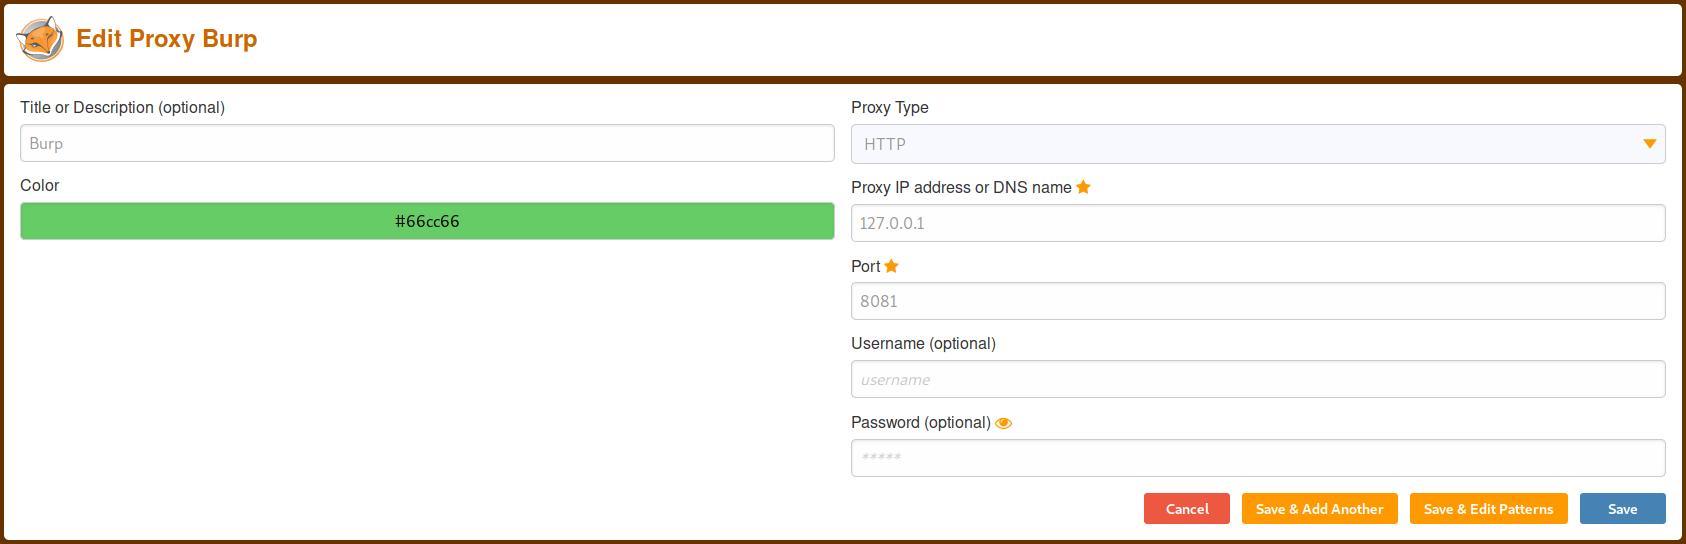 Edit Proxy Burp
Title or Description (optional)
Burp
Color
#66cc66
Proxy Type
HTTP
Proxy IP address or DNS name
127.0.0.1
Port
8081
Username (optional)
username
Password (optional)
*****
Cancel
Save & Add Another
Save & Edit Patterns
Save